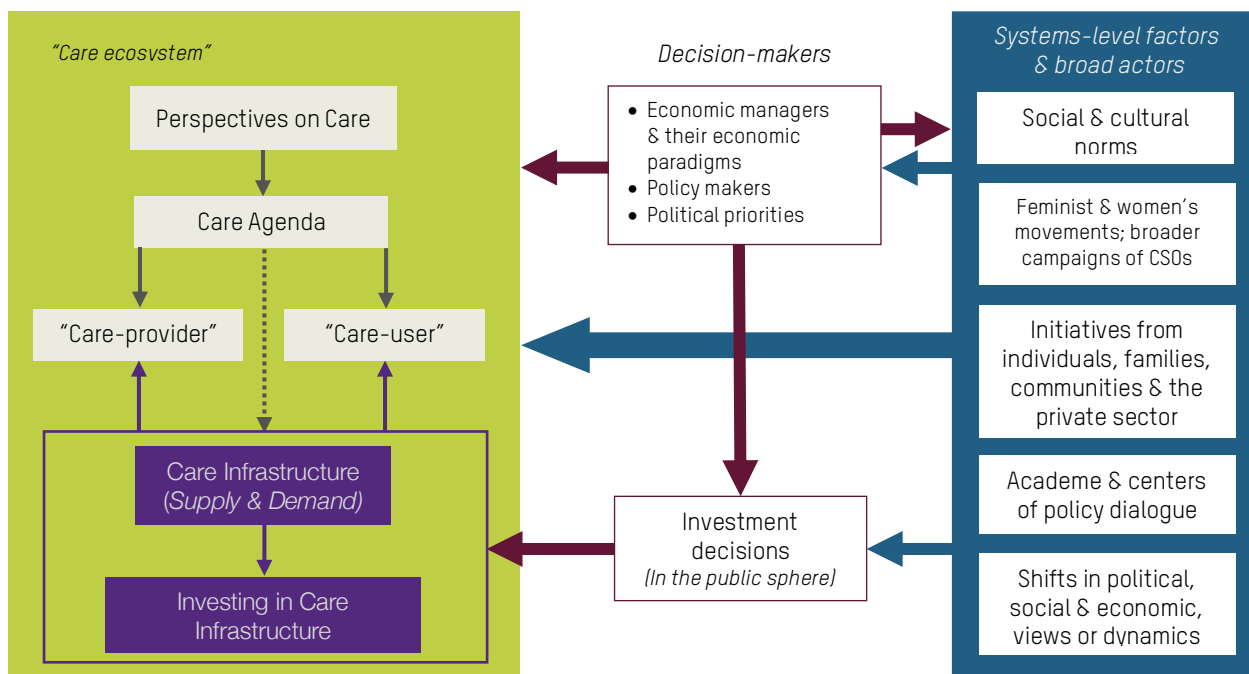 “Care ecosystem”
Perspectives on Care
Care Agenda
“Care-provider”
“Care-user”
Care Infrastructure
(Supply & Demand)
Investing in Care
Infrastructure
Decision-makers
• Economic managers
& their economic
paradigms
• Policy makers
• Political priorities
Investment
decisions
(In the public sphere)
Systems-level factors
& broad actors
Social & cultural
norms
Feminist & women’s
movements; broader
campaigns of CSOs
Initiatives from
individuals, families,
communities & the
private sector
Academe & centers
of policy dialogue
Shifts in political,
social & economic,
views or dynamics